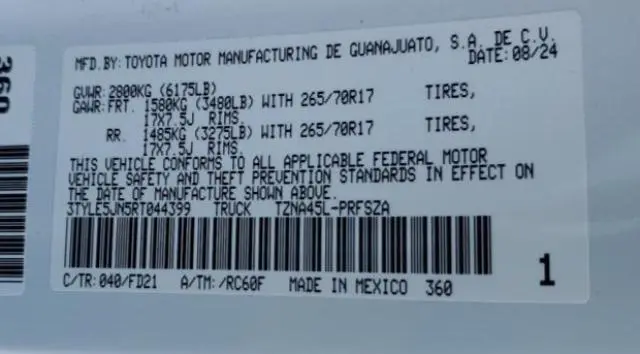 MFD.BY:TOYOTA MOTOR MANUFACTURING DE GUANAJUATO, S.A. DE C.V.
DATE:08/24
GVWR:2800KG (6175LB)
GAWR:FRT. 1580KG (3480LB) WITH 265/70R17 TIRES,
17X7.5J RIMS.
RR. 1485KG (3275LB) WITH 265/70R17 TIRES,
17X7.5J RIMS.
THIS VEHICLE CONFORMS TO ALL APPLICABLE FEDERAL MOTOR
VEHICLE SAFETY AND THEFT PREVENTION STANDARDS IN EFFECT ON
THE DATE OF MANUFACTURE SHOWN ABOVE.
3TYLE5JN5RT044399 TRUCK TZNA45L-PRFSZA
C/TR:040/FD21 A/TM:/RC60F MADE IN MEXICO 360
1
360